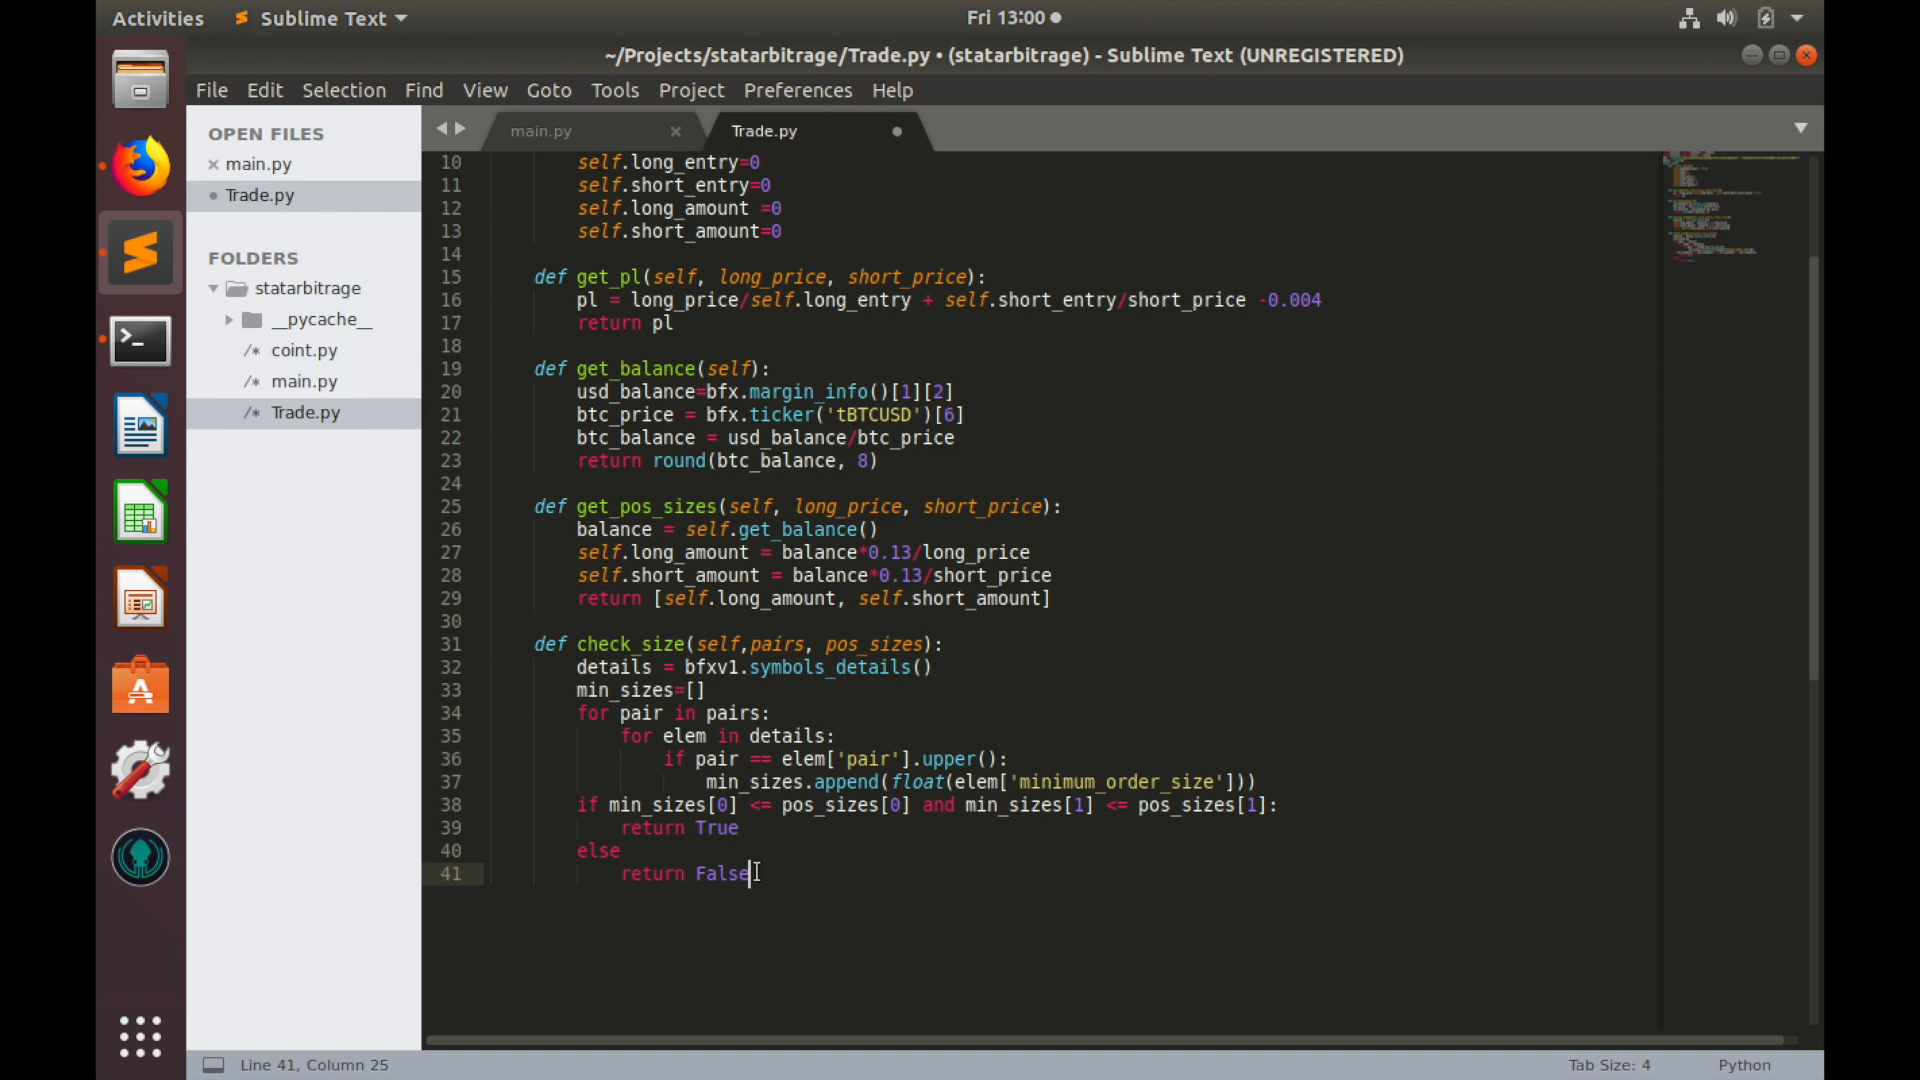 Activities
Sublime Text
Fri 13:00
~/Projects/statarbitrage/Trade.py • (statarbitrage) - Sublime Text (UNREGISTERED)
File Edit Selection Find View Goto Tools Project Preferences Help
OPEN FILES
main.py
Trade.py
FOLDERS
statarbitrage
__pycache__
/* coint.py
/* main.py
/* Trade.py
main.py
Trade.py
10 self.long_entry=0
11 self.short_entry=0
12 self.long_amount =0
13 self.short_amount=0
14
15 def get_pl(self, long_price, short_price):
16 pl = long_price/self.long_entry + self.short_entry/short_price -0.004
17 return pl
18
19 def get_balance(self):
20 usd_balance=bfx.margin_info()[1][2]
21 btc_price = bfx.ticker('tBTCUSD')[6]
22 btc_balance = usd_balance/btc_price
23 return round(btc_balance, 8)
24
25 def get_pos_sizes(self, long_price, short_price):
26 balance = self.get_balance()
27 self.long_amount = balance*0.13/long_price
28 self.short_amount = balance*0.13/short_price
29 return [self.long_amount, self.short_amount]
30
31 def check_size(self,pairs, pos_sizes):
32 details = bfxv1.symbols_details()
33 min_sizes=[]
34 for pair in pairs:
35 for elem in details:
36 if pair == elem['pair'].upper():
37 min_sizes.append(float(elem['minimum_order_size']))
38 if min_sizes[0] <= pos_sizes[0] and min_sizes[1] <= pos_sizes[1]:
39 return True
40 else
41 return False
Line 41, Column 25
Tab Size: 4
Python